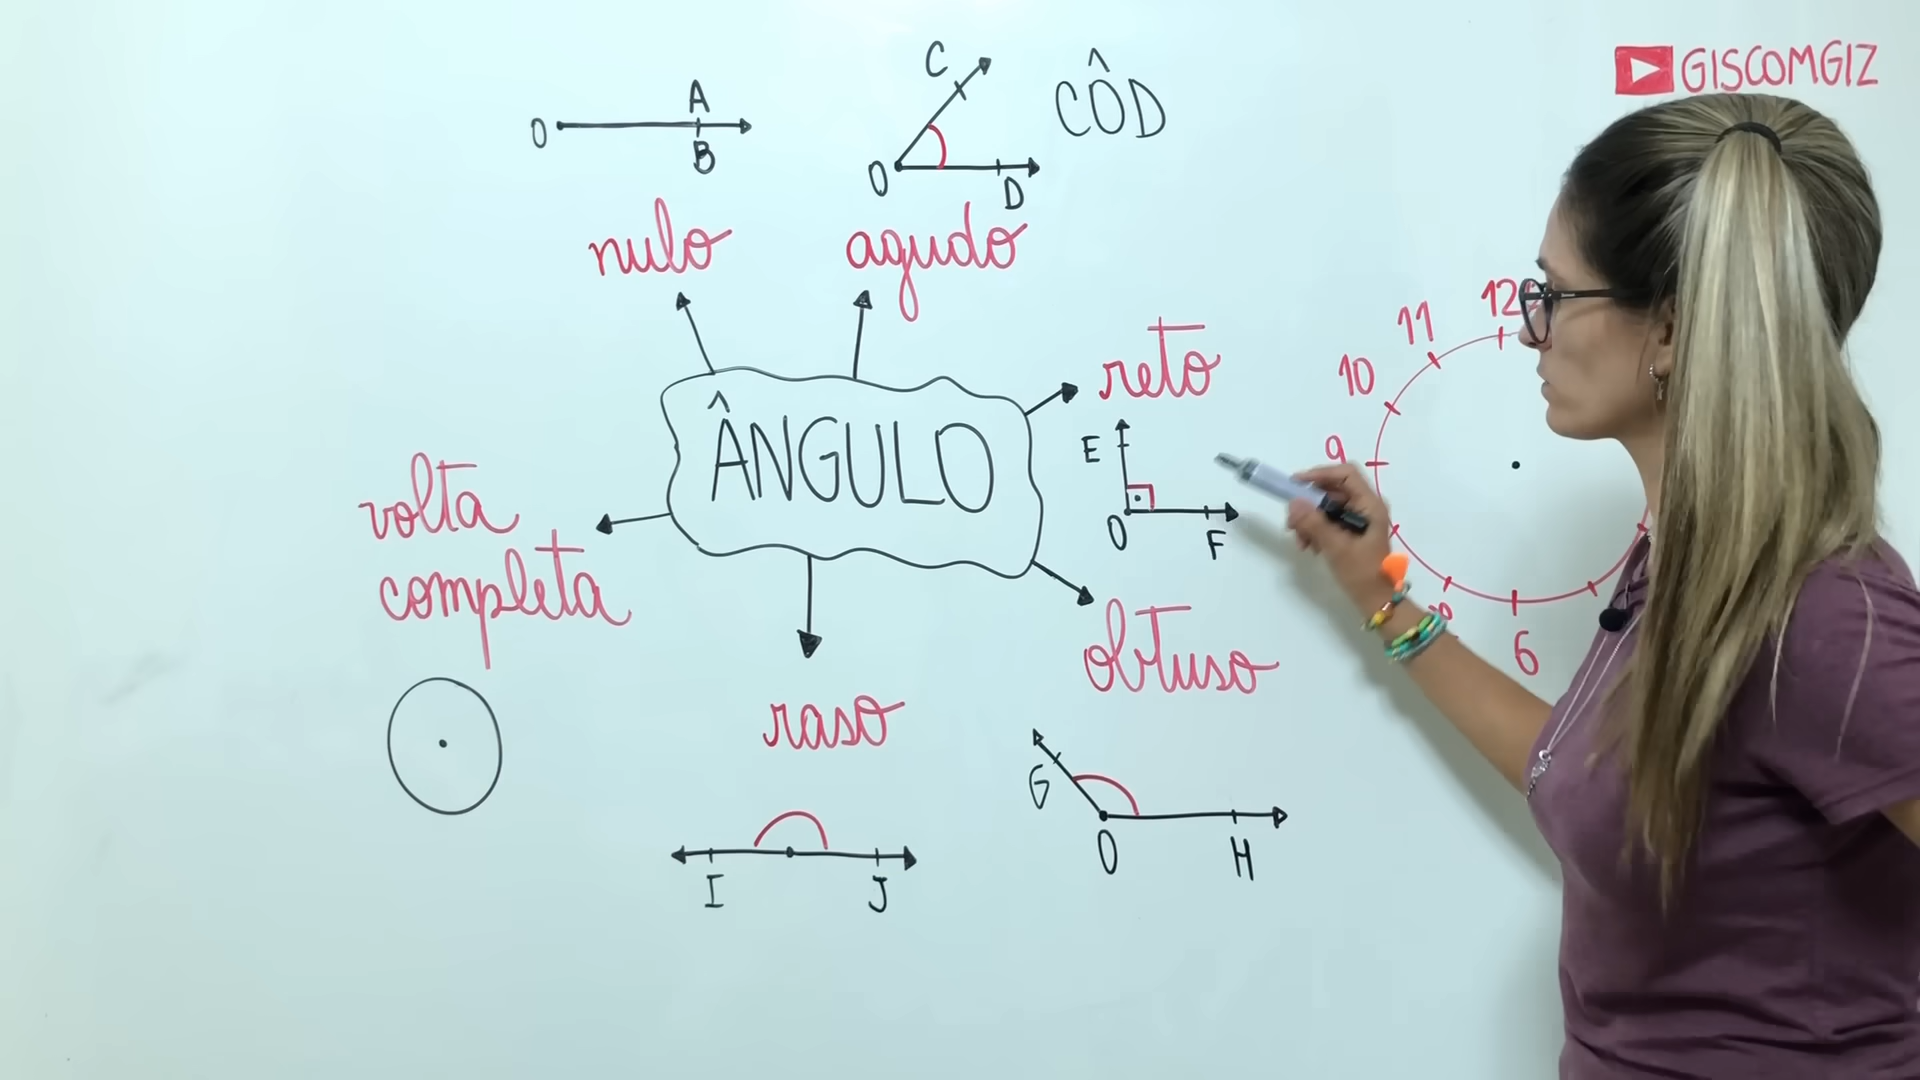 GISCOMGIZ
O A B
C O D
CÔD
nulo
agudo
reto
E O F
ÂNGULO
volta
completa
obtuso
raso
G O H
I J
12
11
10
9
6